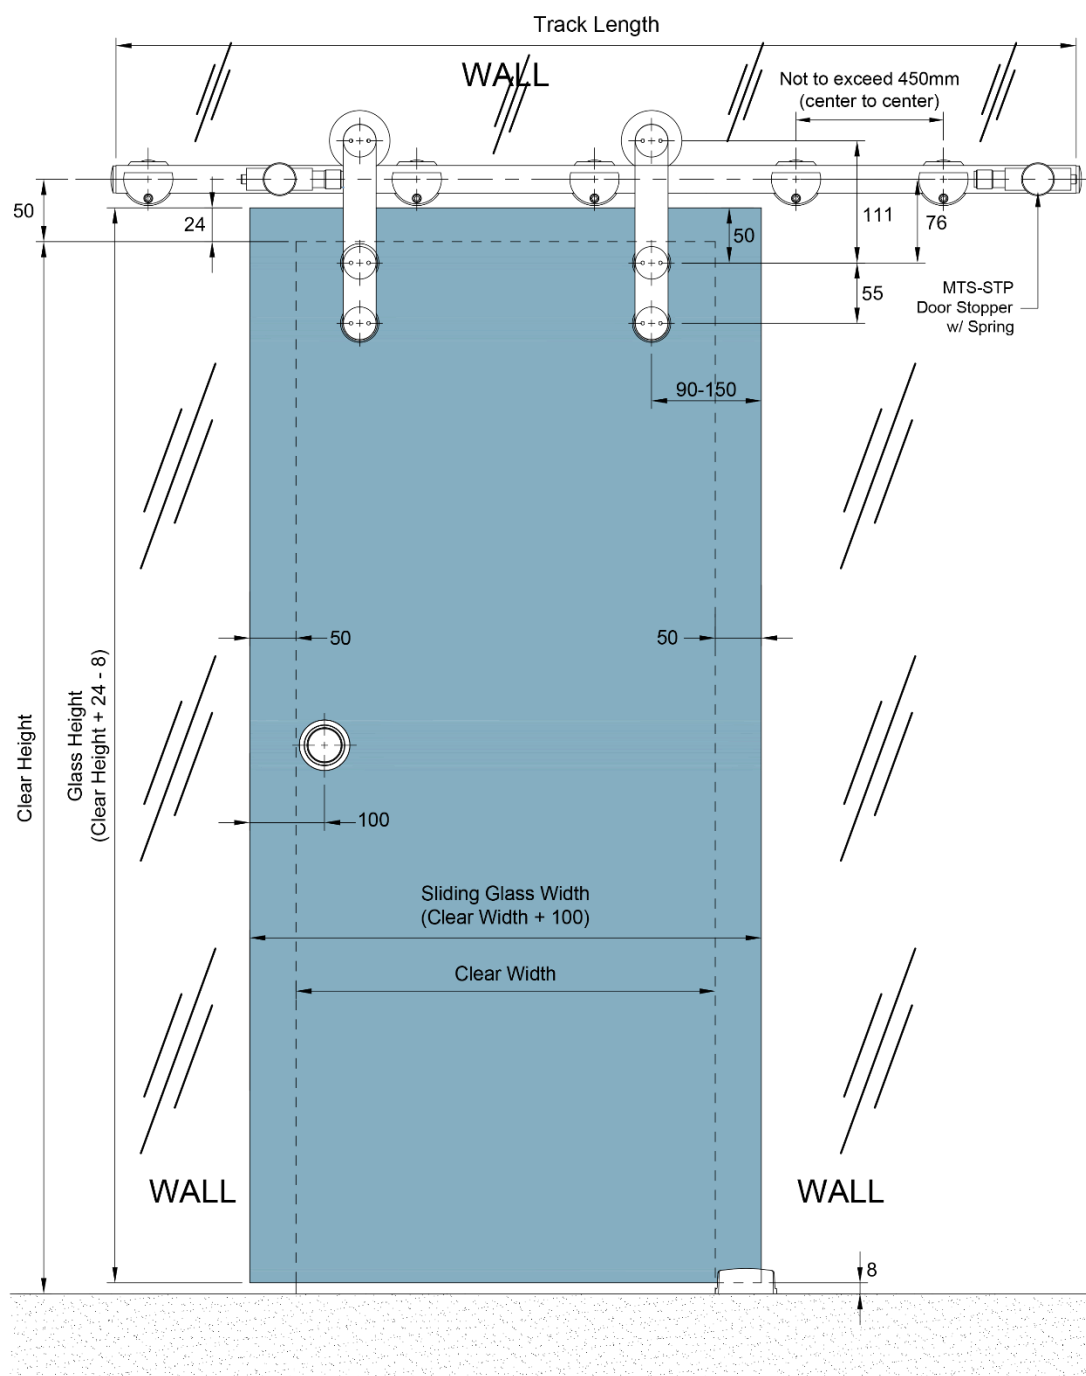 Track Length
WALL
Not to exceed 450mm
(center to center)
50
24
50
111
76
55
MTS-STP
Door Stopper
w/ Spring
90-150
50
50
Clear Height
Glass Height
(Clear Height + 24 - 8)
100
Sliding Glass Width
(Clear Width + 100)
Clear Width
WALL
WALL
8